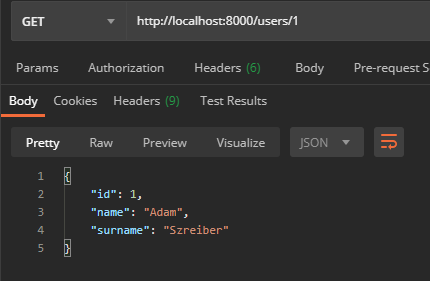 GET http://localhost:8000/users/1
Params Authorization Headers (6) Body Pre-request S
Body Cookies Headers (9) Test Results
Pretty Raw Preview Visualize JSON
1 {
2 "id": 1,
3 "name": "Adam",
4 "surname": "Szreiber"
5 }